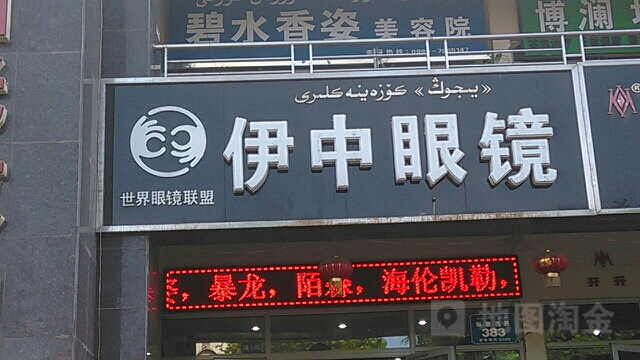 碧水香姿 美容院
博澜
«يىجوڭ» كۆزەينەكلىرى
伊中眼镜
世界眼镜联盟
，暴龙，陌森，海伦凯勒，
383